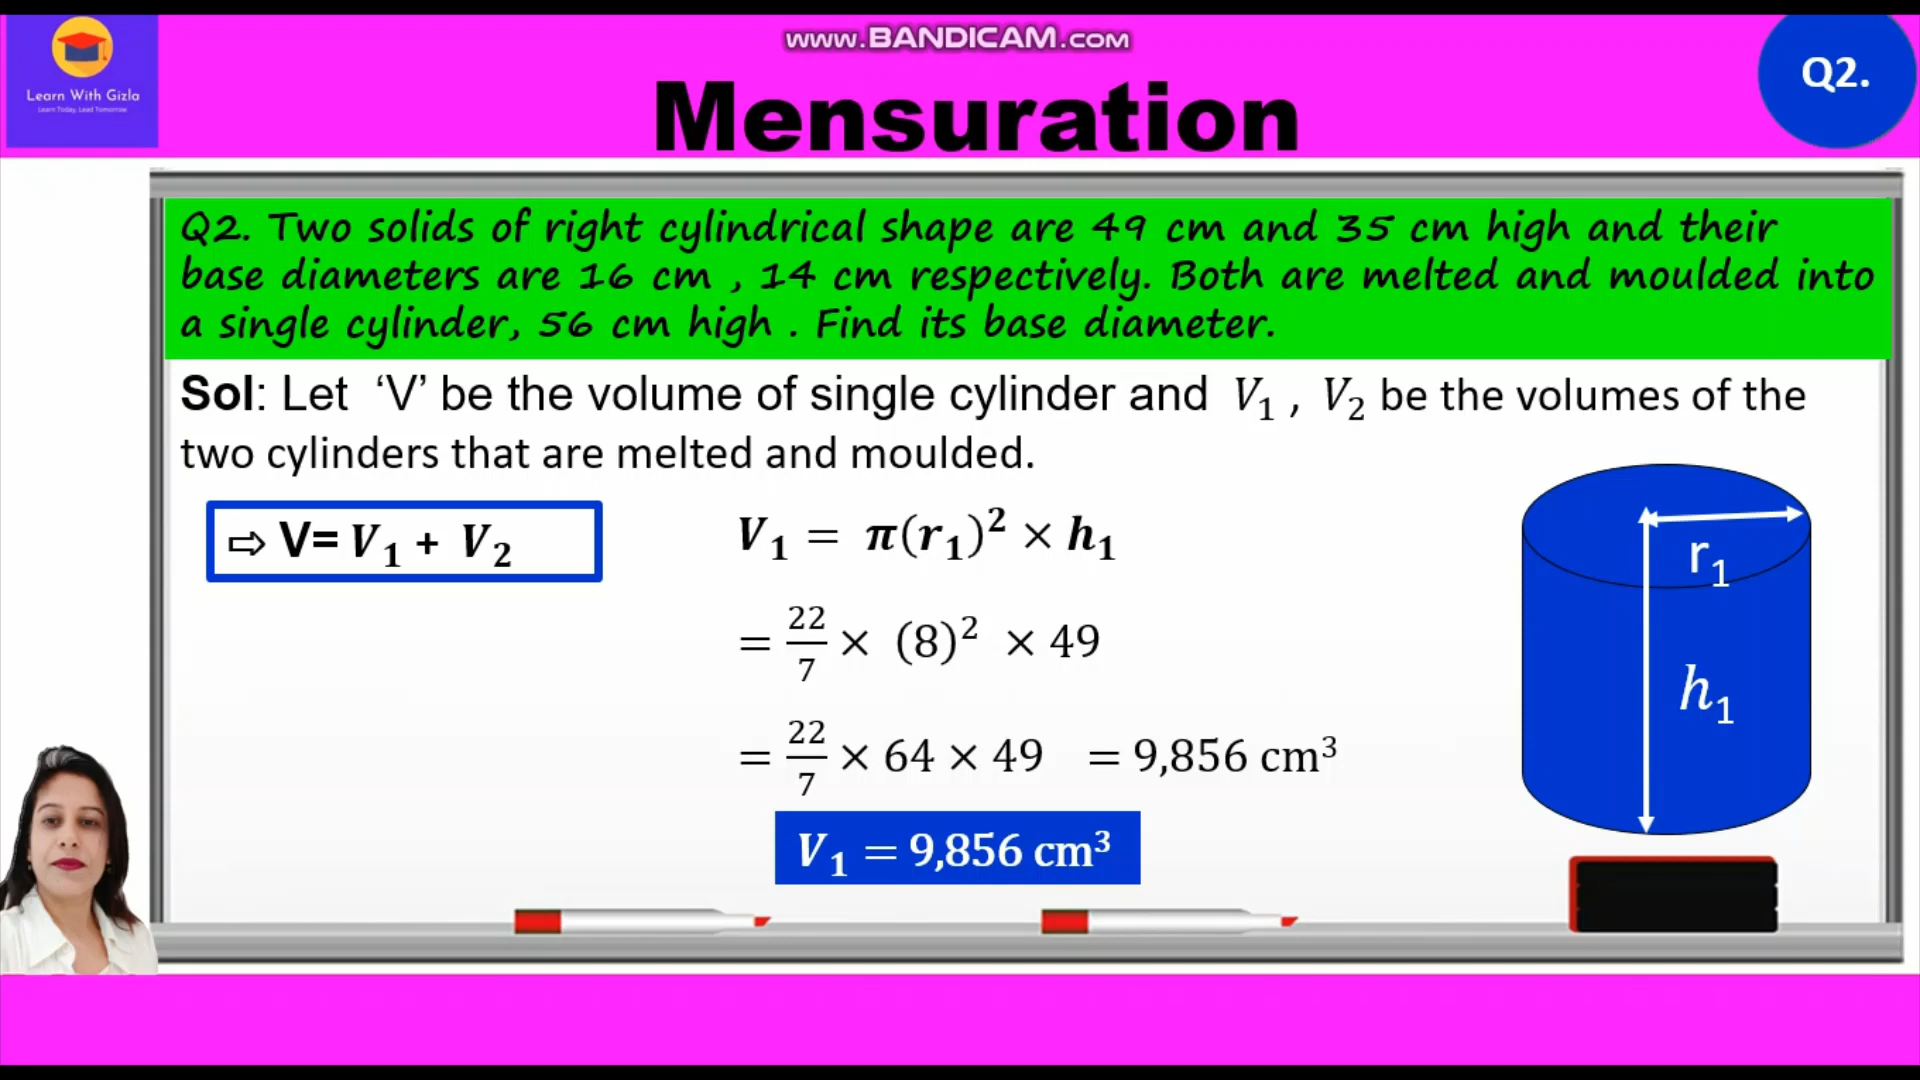 www.BANDICAM.com
Learn With Gizla
Learn Today, Lead Tomorrow
Mensuration
Q2.
Q2. Two solids of right cylindrical shape are 49 cm and 35 cm high and their
base diameters are 16 cm , 14 cm respectively. Both are melted and moulded into
a single cylinder, 56 cm high . Find its base diameter.
Sol: Let ‘V’ be the volume of single cylinder and V₁ , V₂ be the volumes of the
two cylinders that are melted and moulded.
⇨ V= V₁ + V₂
V₁ = π(r₁)² × h₁
= 22/7 × (8)² × 49
= 22/7 × 64 × 49 = 9,856 cm³
V₁ = 9,856 cm³
r₁
h₁